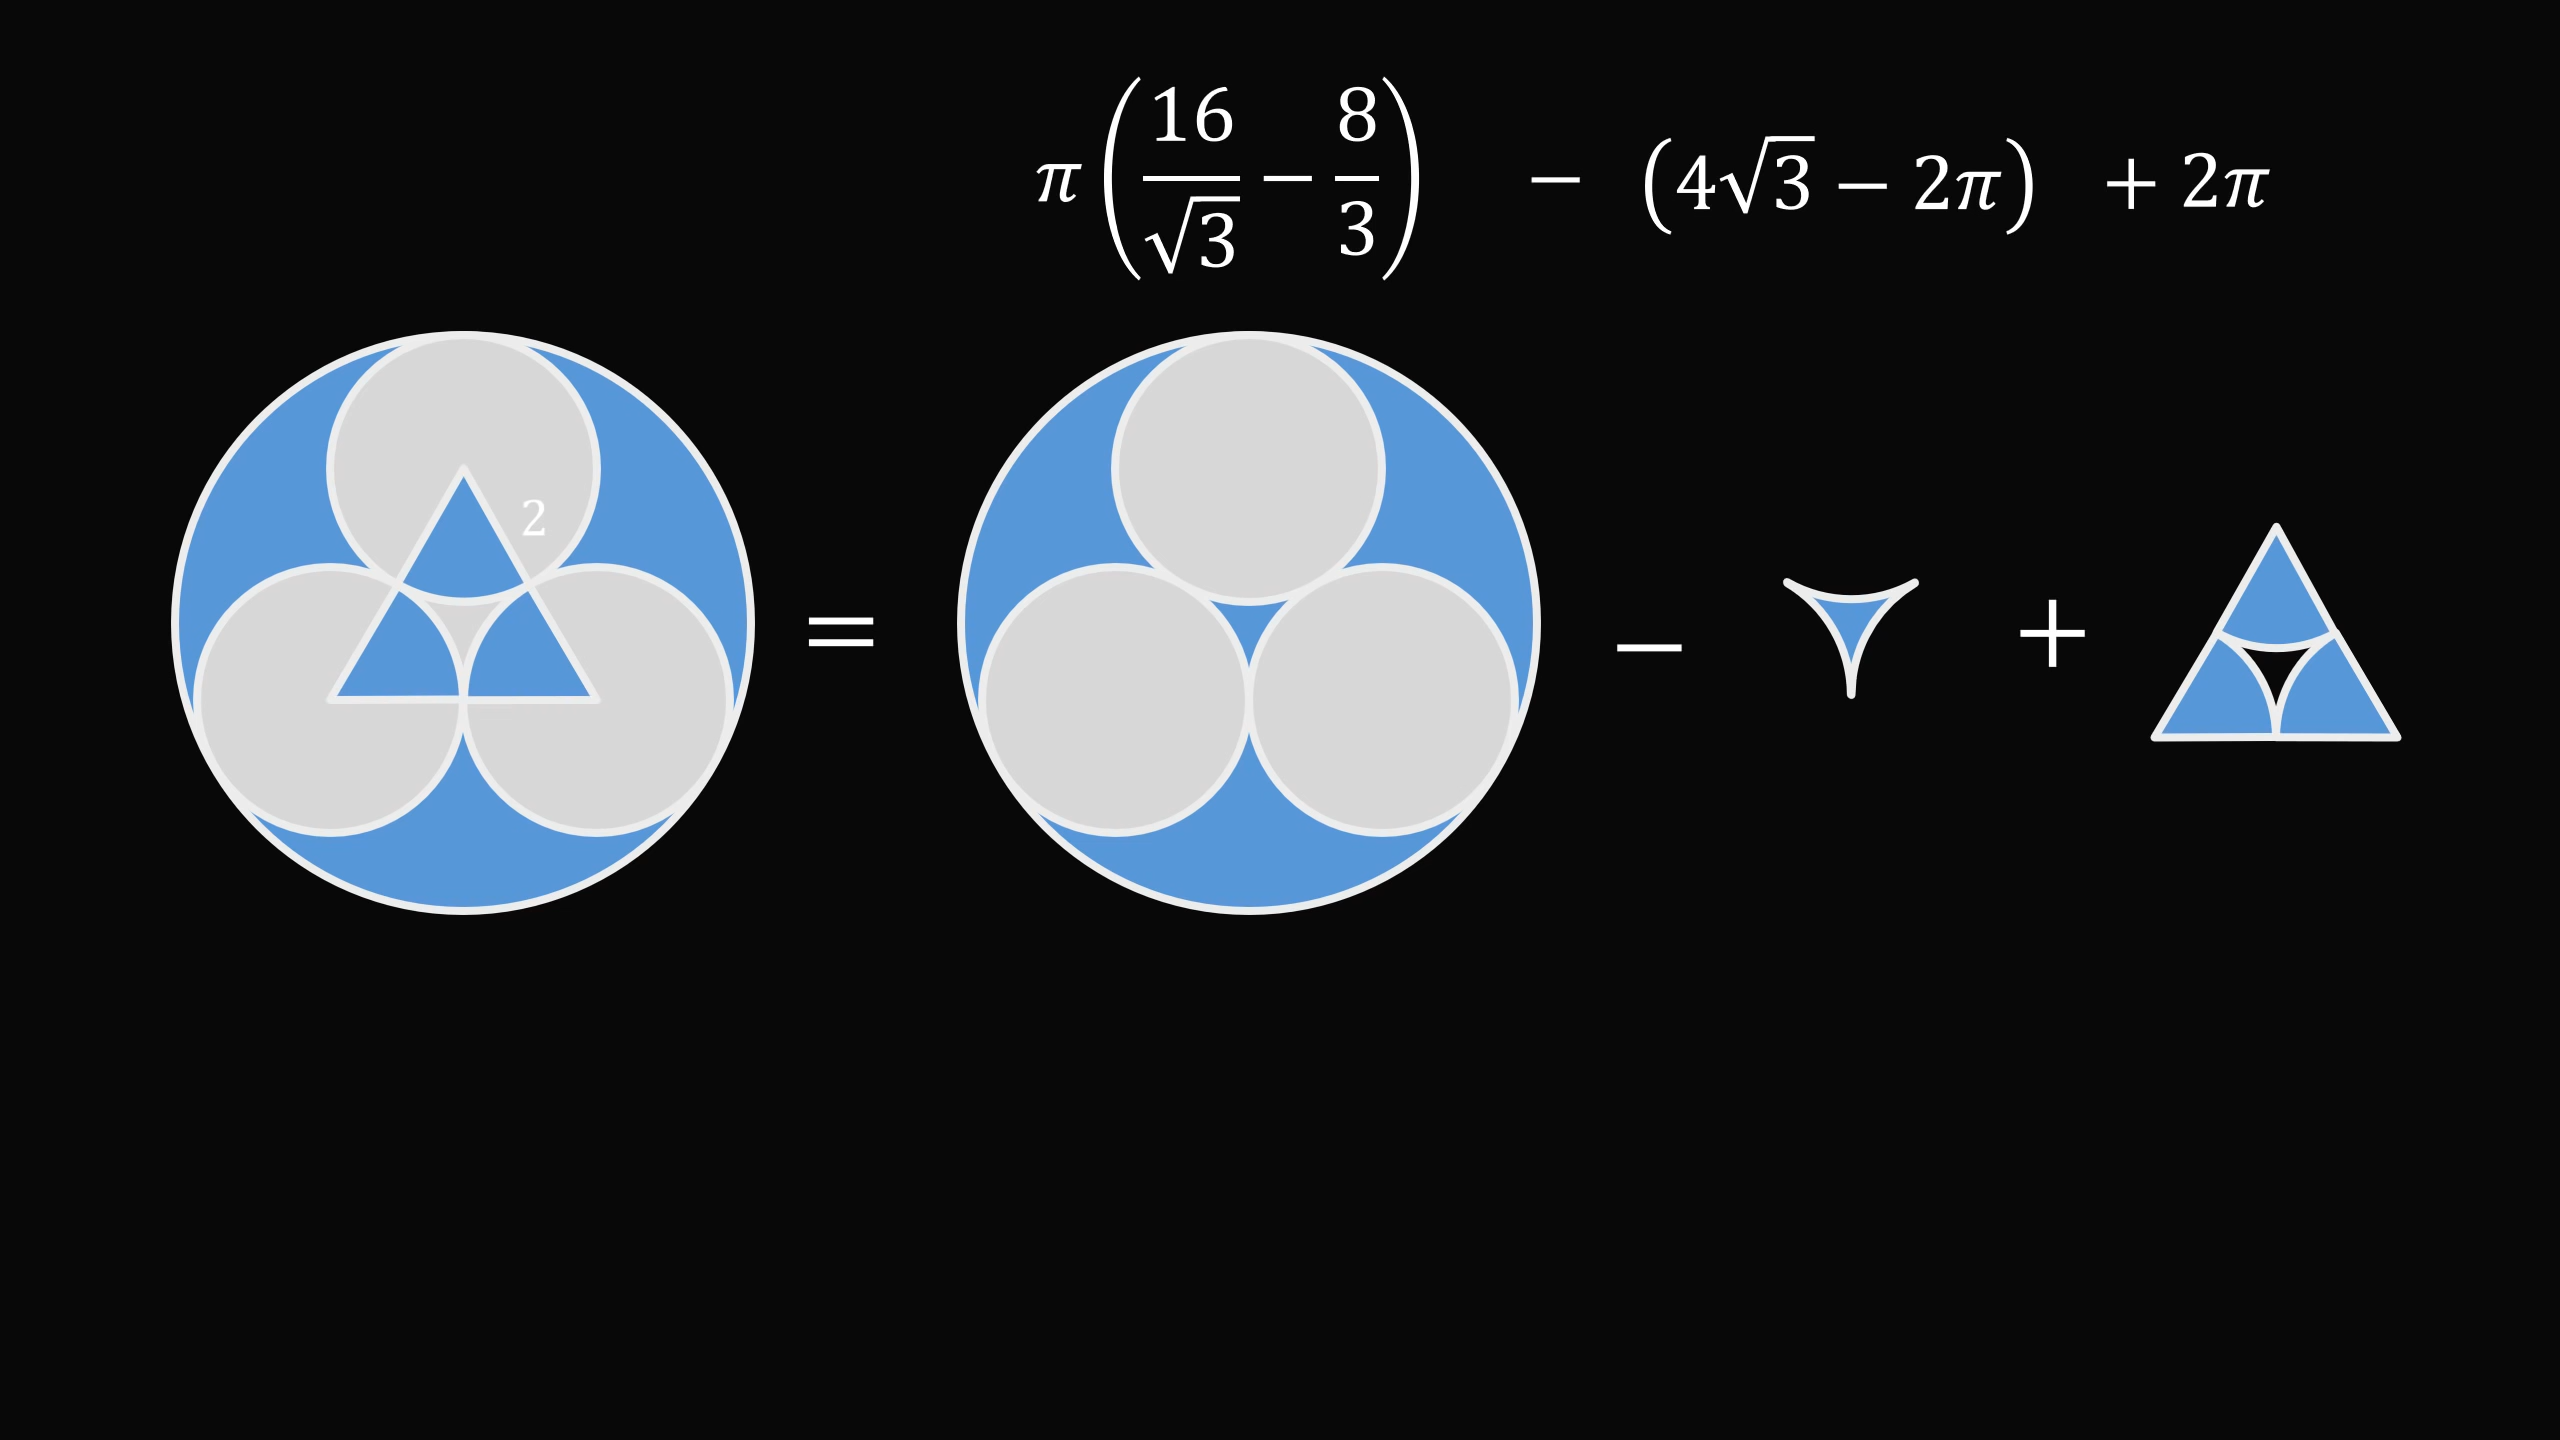 π(16/√3 − 8/3) − (4√3 − 2π) + 2π
2
= − +